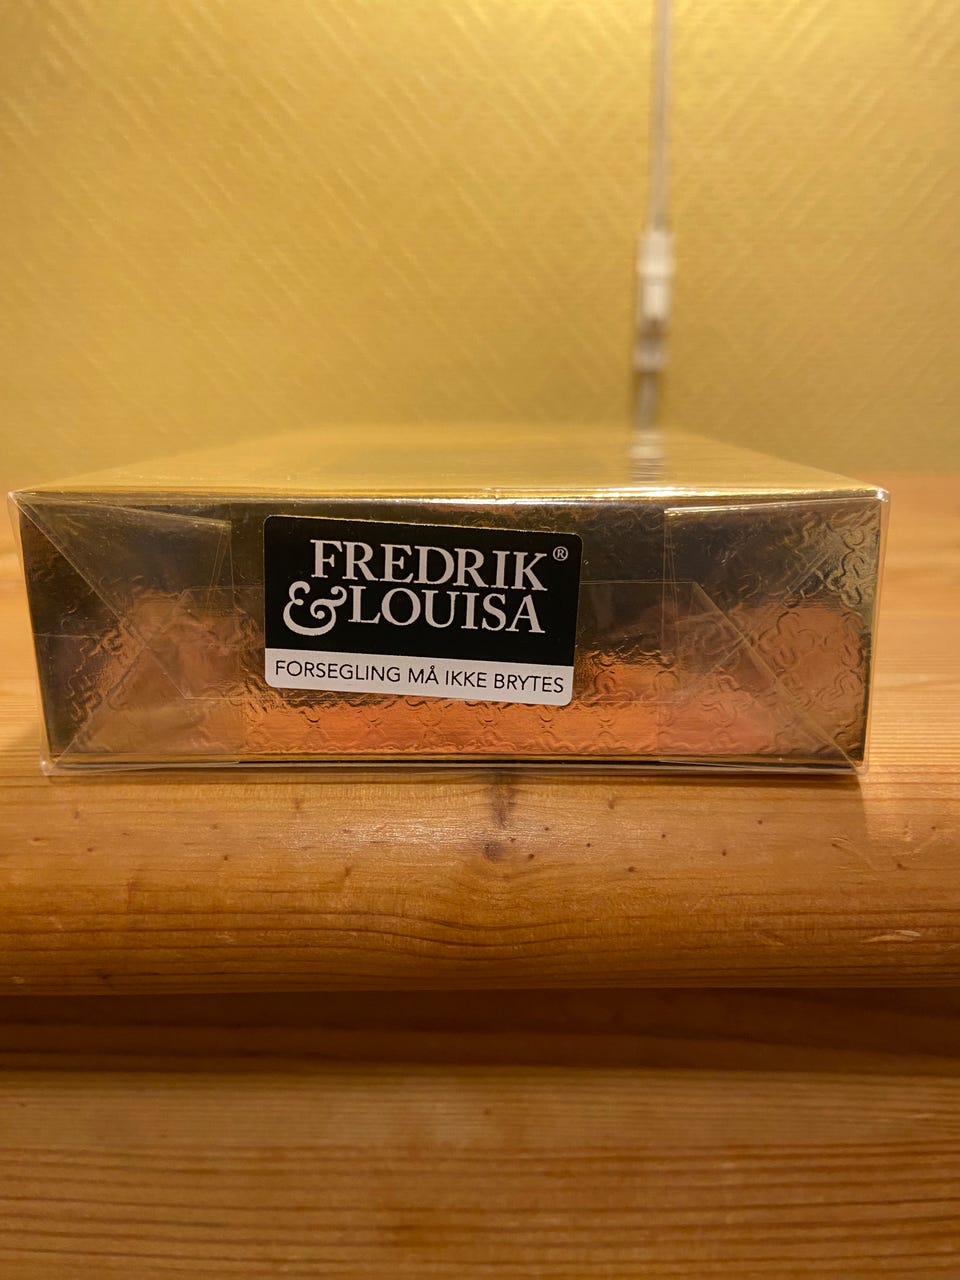 FREDRIK®
&LOUISA
FORSEGLING MÅ IKKE BRYTES